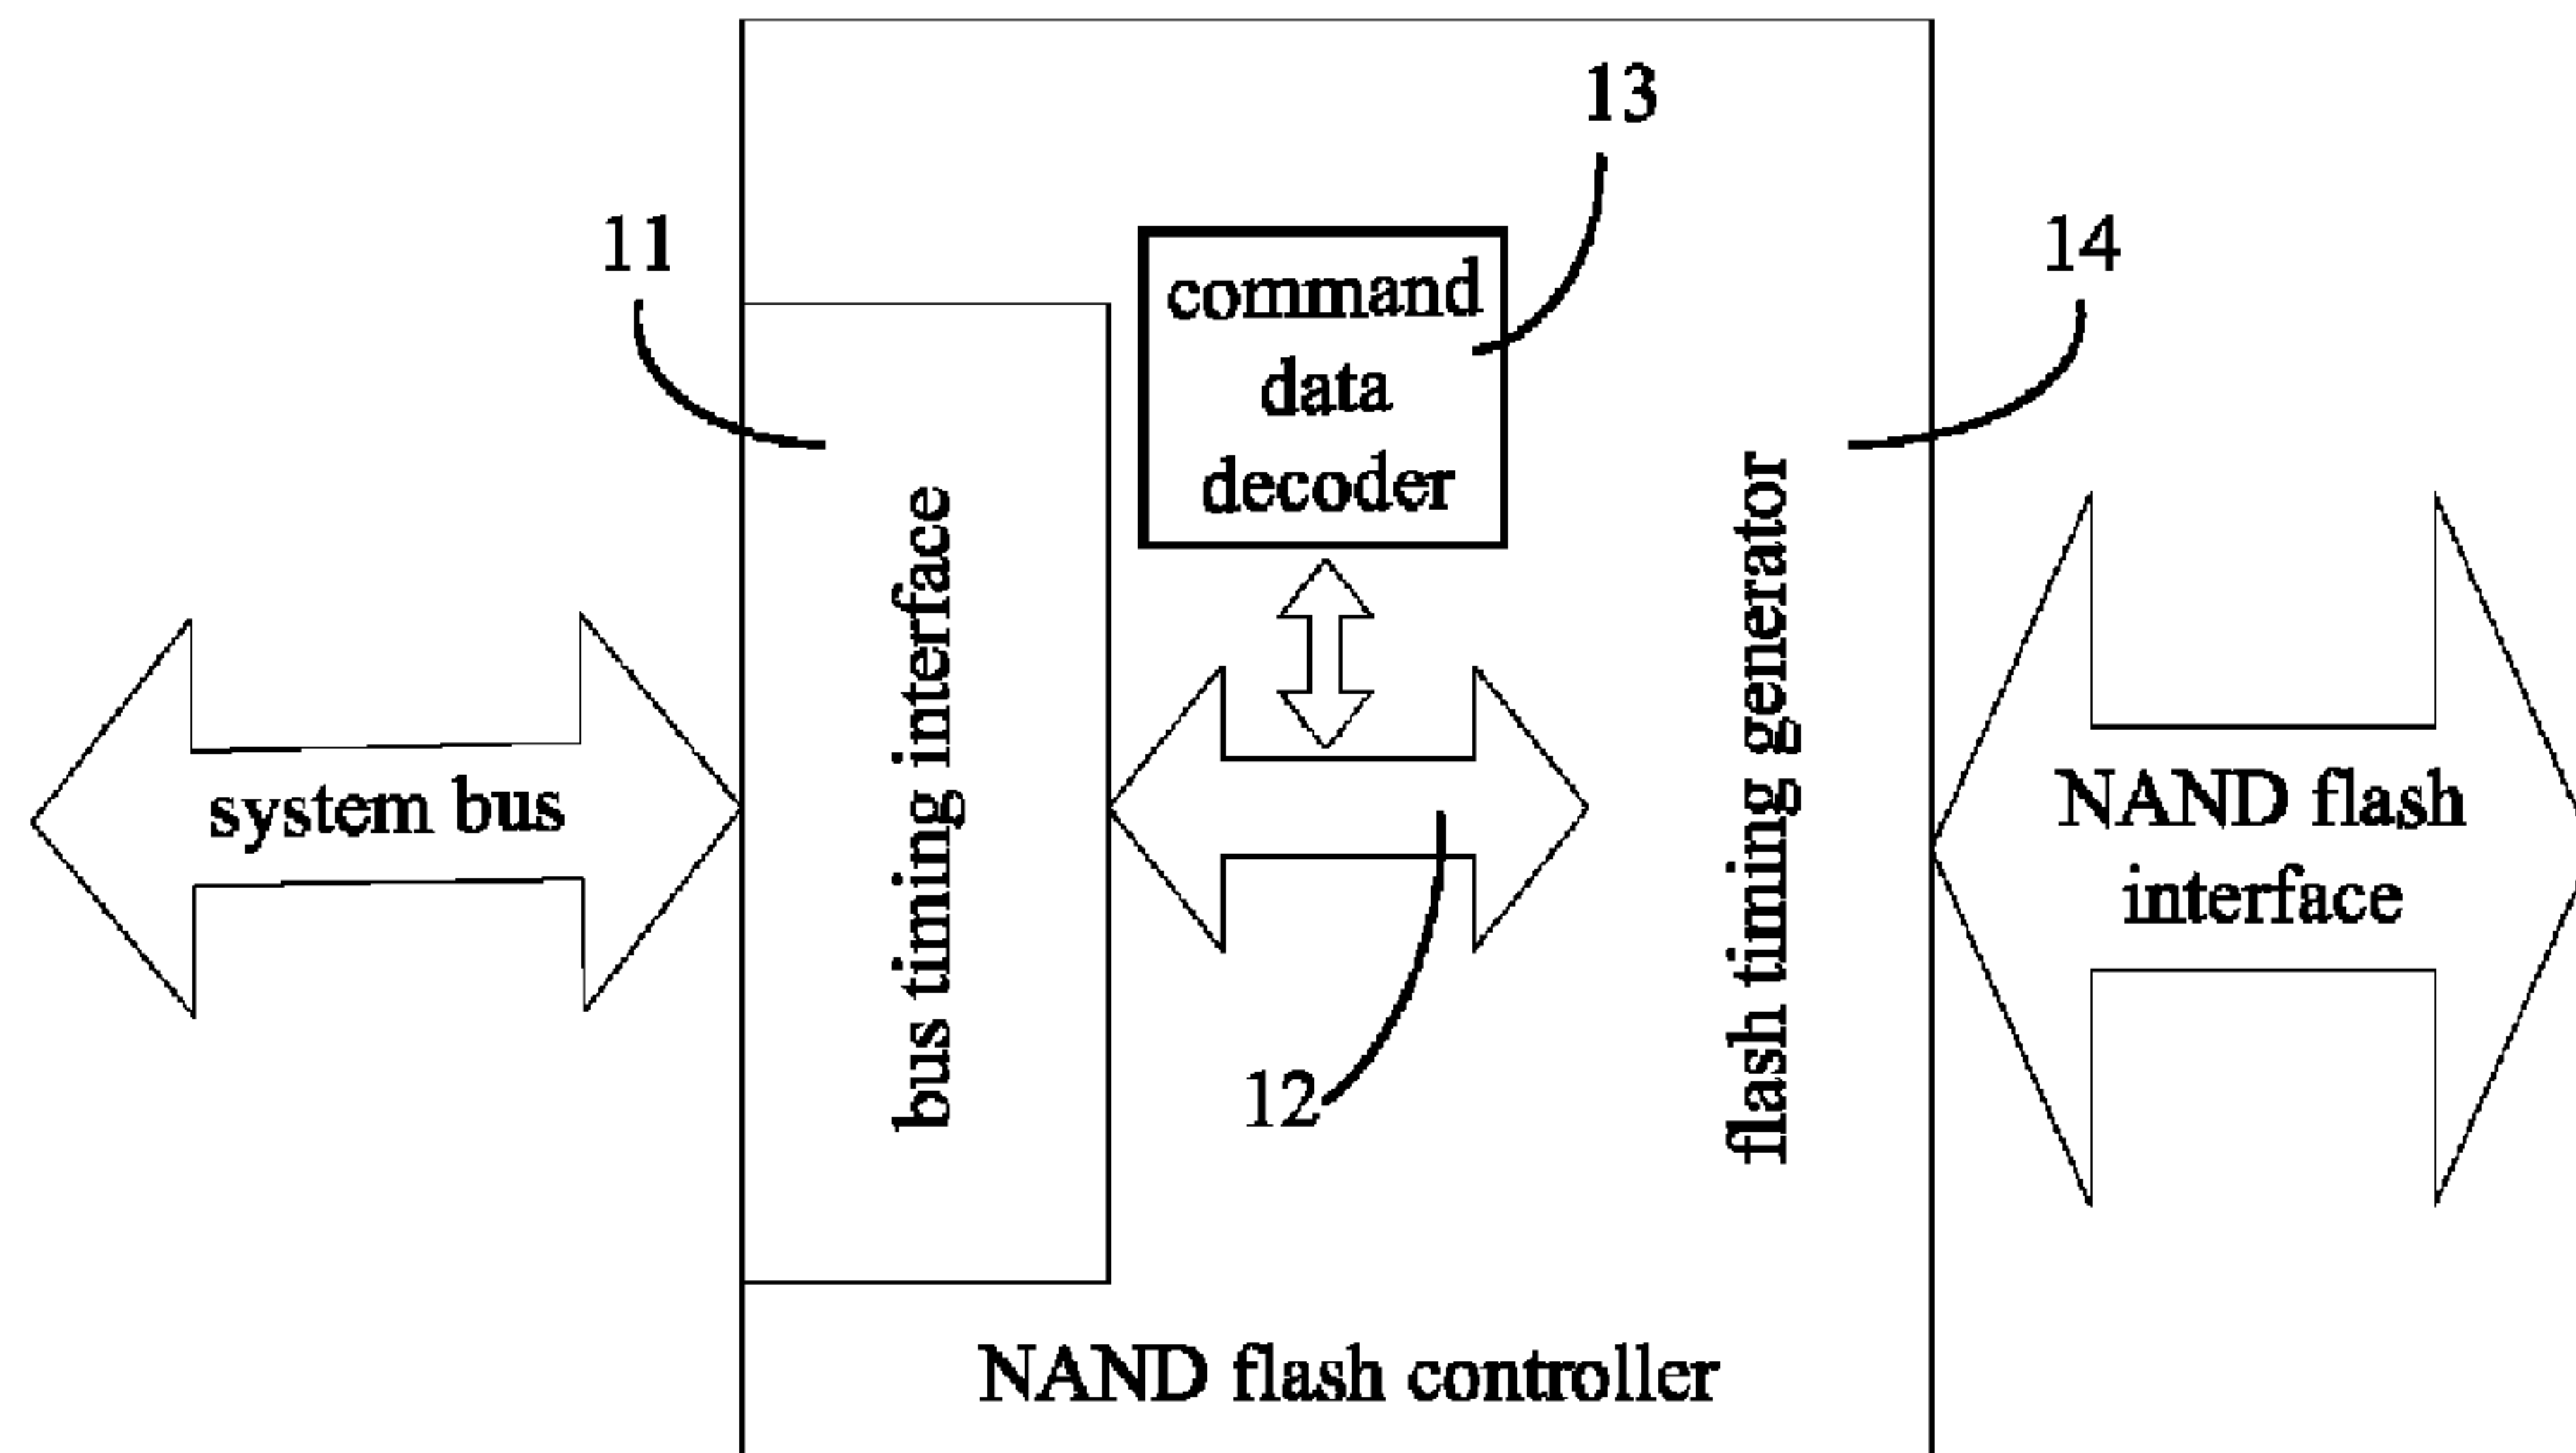 13
11
14
command
data
decoder
bus timing interface
flash timing generator
system bus
NAND flash
interface
12
NAND flash controller